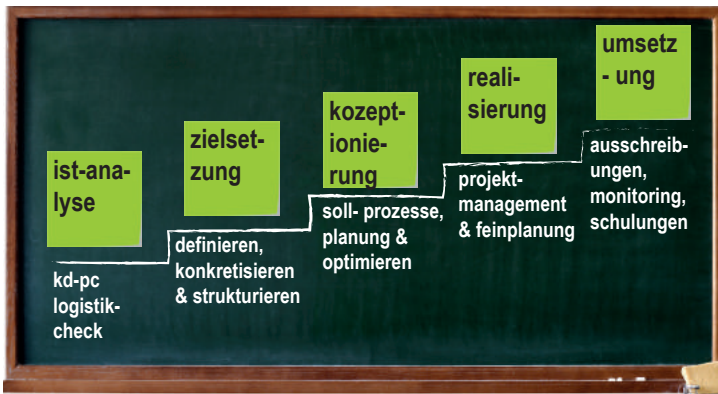 ist-ana-
lyse
kd-pc
logistik-
check
zielset-
zung
definieren,
konkretisieren
& strukturieren
kozept-
ionie-
rung
soll- prozesse,
planung &
optimieren
reali-
sierung
projekt-
management
& feinplanung
umsetz
- ung
ausschreib-
ungen,
monitoring,
schulungen